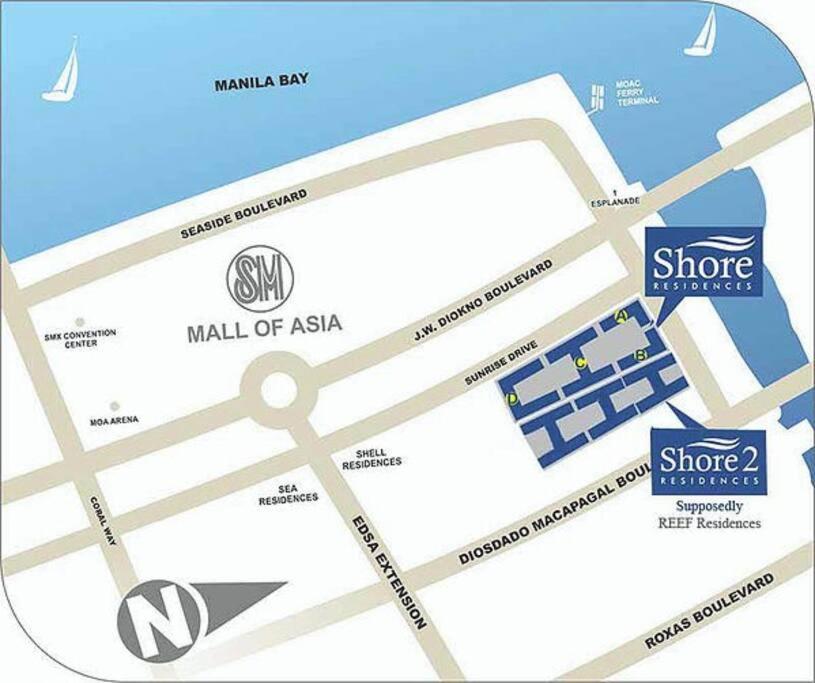 MANILA BAY
MOAC
FERRY
TERMINAL
ESPLANADE
SEASIDE BOULEVARD
Shore
RESIDENCES
SM
MALL OF ASIA
J.W. DIOKNO BOULEVARD
SMX CONVENTION
CENTER
SUNRISE DRIVE
A
B
C
D
MOA ARENA
SHELL
RESIDENCES
SEA
RESIDENCES
Shore 2
RESIDENCES
Supposedly
REEF Residences
CORAL WAY
EDSA EXTENSION
DIOSDADO MACAPAGAL BOUL
ROXAS BOULEVARD
N